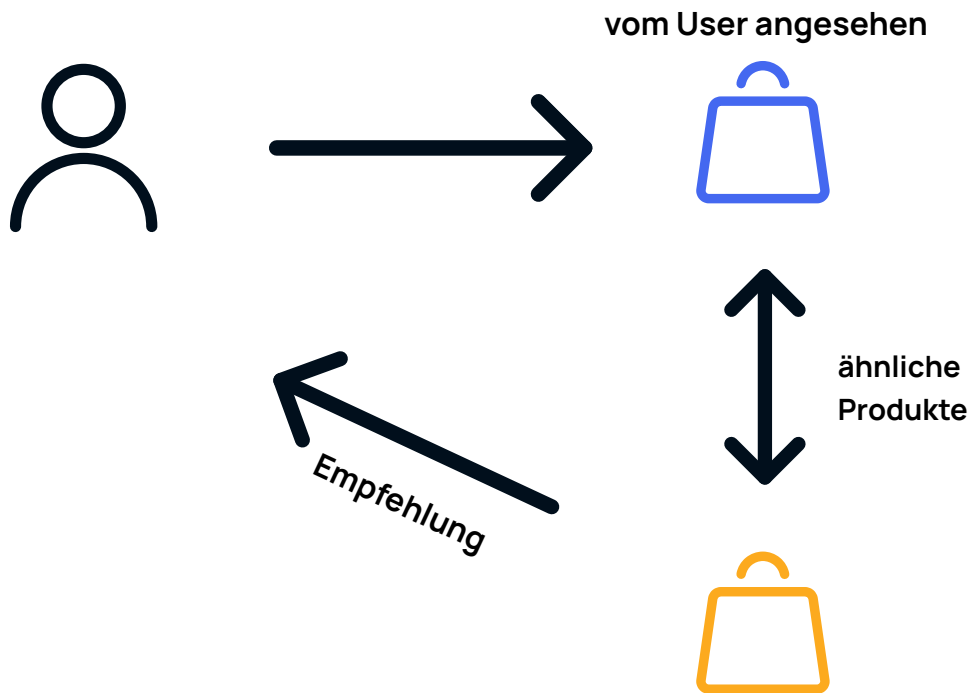 vom User angesehen
ähnliche
Produkte
Empfehlung